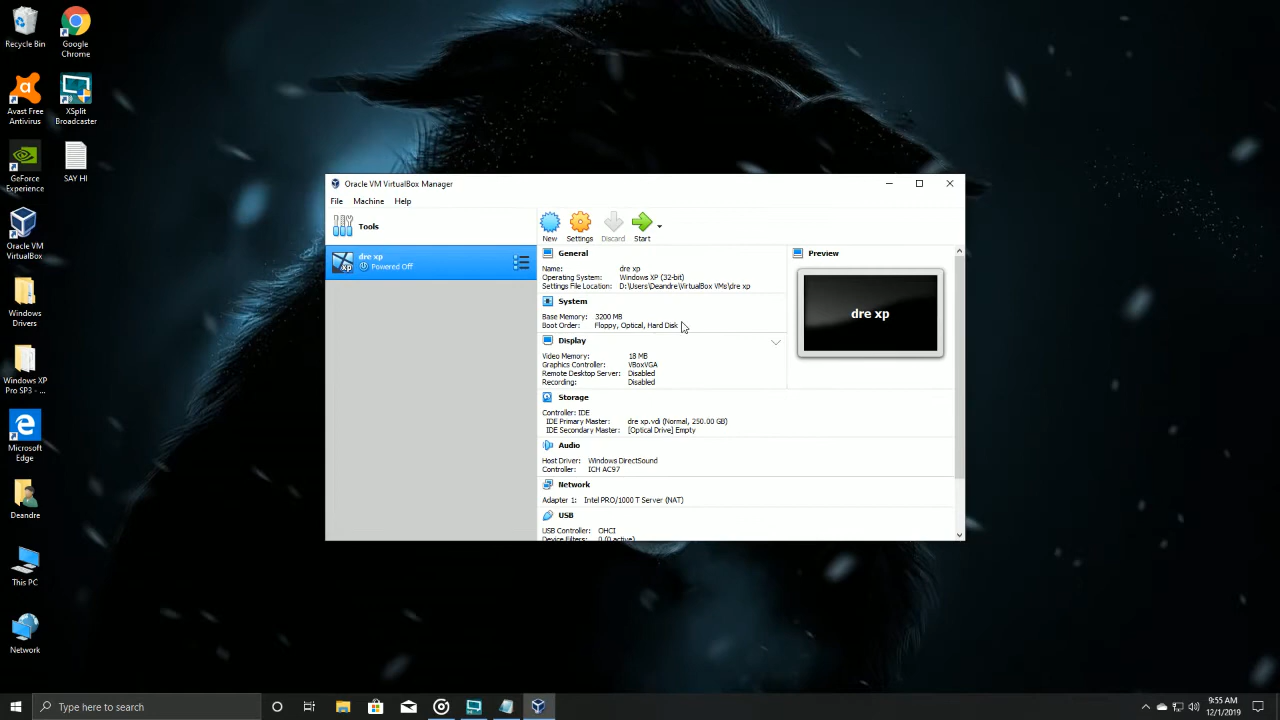 Recycle Bin
Google
Chrome
Avast Free
Antivirus
XSplit
Broadcaster
GeForce
Experience
SAY HI
Oracle VM
VirtualBox
Windows
Drivers
Windows XP
Pro SP3 - ...
Microsoft
Edge
Deandre
This PC
Network
Oracle VM VirtualBox Manager
File Machine Help
Tools
New Settings Discard Start
dre xp
Powered Off
General
Name: dre xp
Operating System: Windows XP (32-bit)
Settings File Location: D:\Users\Deandre\VirtualBox VMs\dre xp
System
Base Memory: 3200 MB
Boot Order: Floppy, Optical, Hard Disk
Display
Video Memory: 18 MB
Graphics Controller: VBoxVGA
Remote Desktop Server: Disabled
Recording: Disabled
Storage
Controller: IDE
IDE Primary Master: dre xp.vdi (Normal, 250.00 GB)
IDE Secondary Master: [Optical Drive] Empty
Audio
Host Driver: Windows DirectSound
Controller: ICH AC97
Network
Adapter 1: Intel PRO/1000 T Server (NAT)
USB
USB Controller: OHCI
Device Filters: 0 (0 active)
Preview
dre xp
Type here to search
9:55 AM
12/1/2019